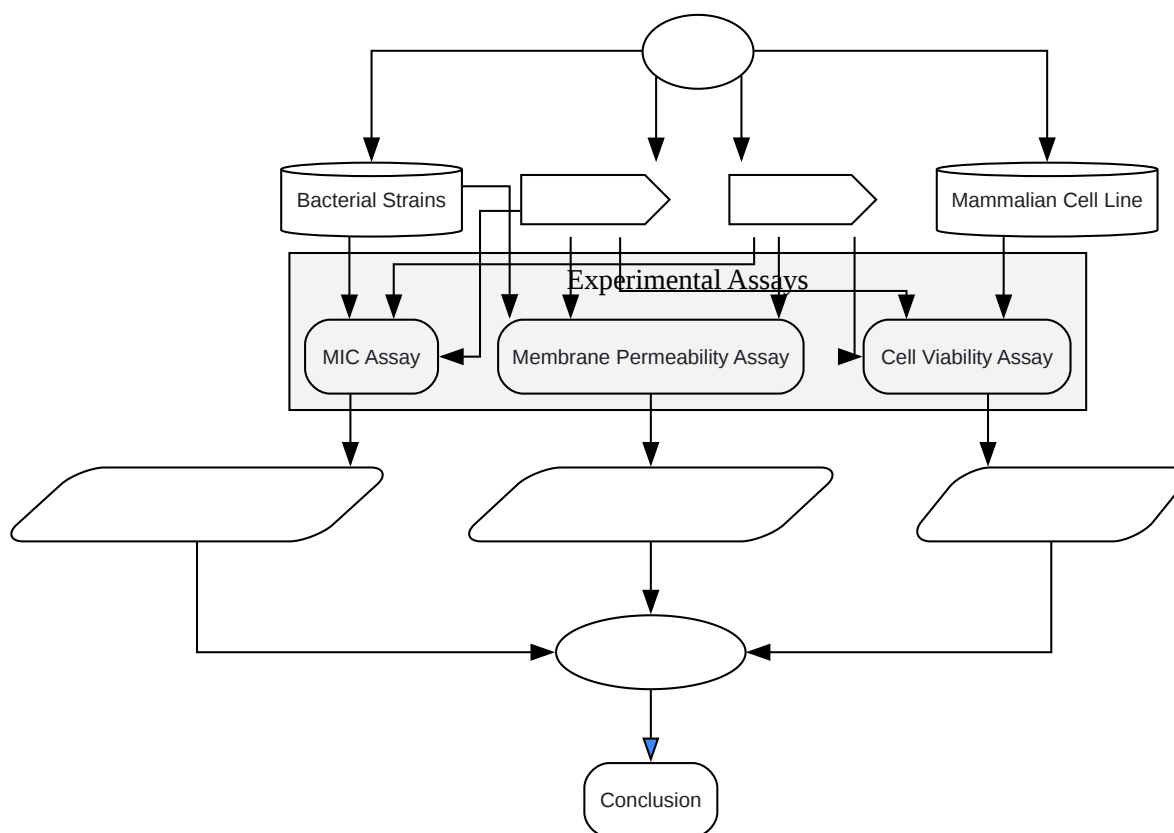 Bacterial Strains
Mammalian Cell Line
Experimental Assays
MIC Assay
Membrane Permeability Assay
Cell Viability Assay
Conclusion